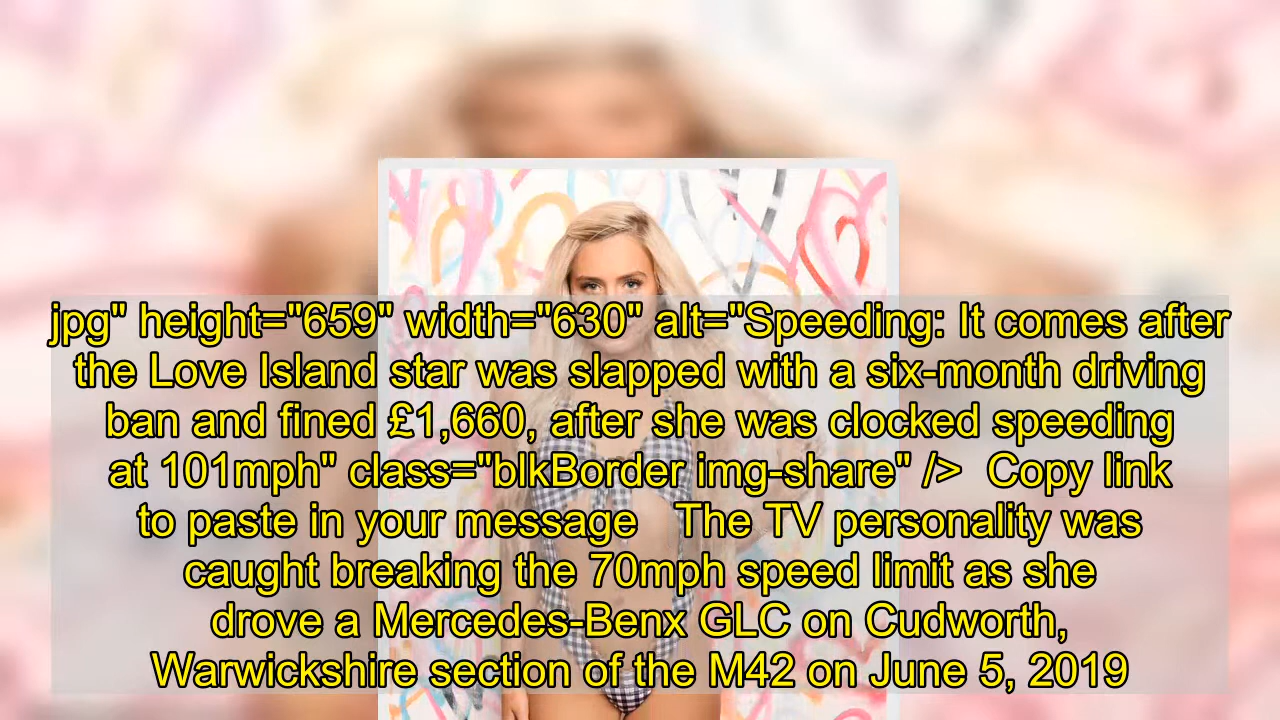 jpg" height="659" width="630" alt="Speeding: It comes after
the Love Island star was slapped with a six-month driving
ban and fined £1,660, after she was clocked speeding
at 101mph" class="blkBorder img-share" />  Copy link
to paste in your message   The TV personality was
caught breaking the 70mph speed limit as she
drove a Mercedes-Benx GLC on Cudworth,
Warwickshire section of the M42 on June 5, 2019